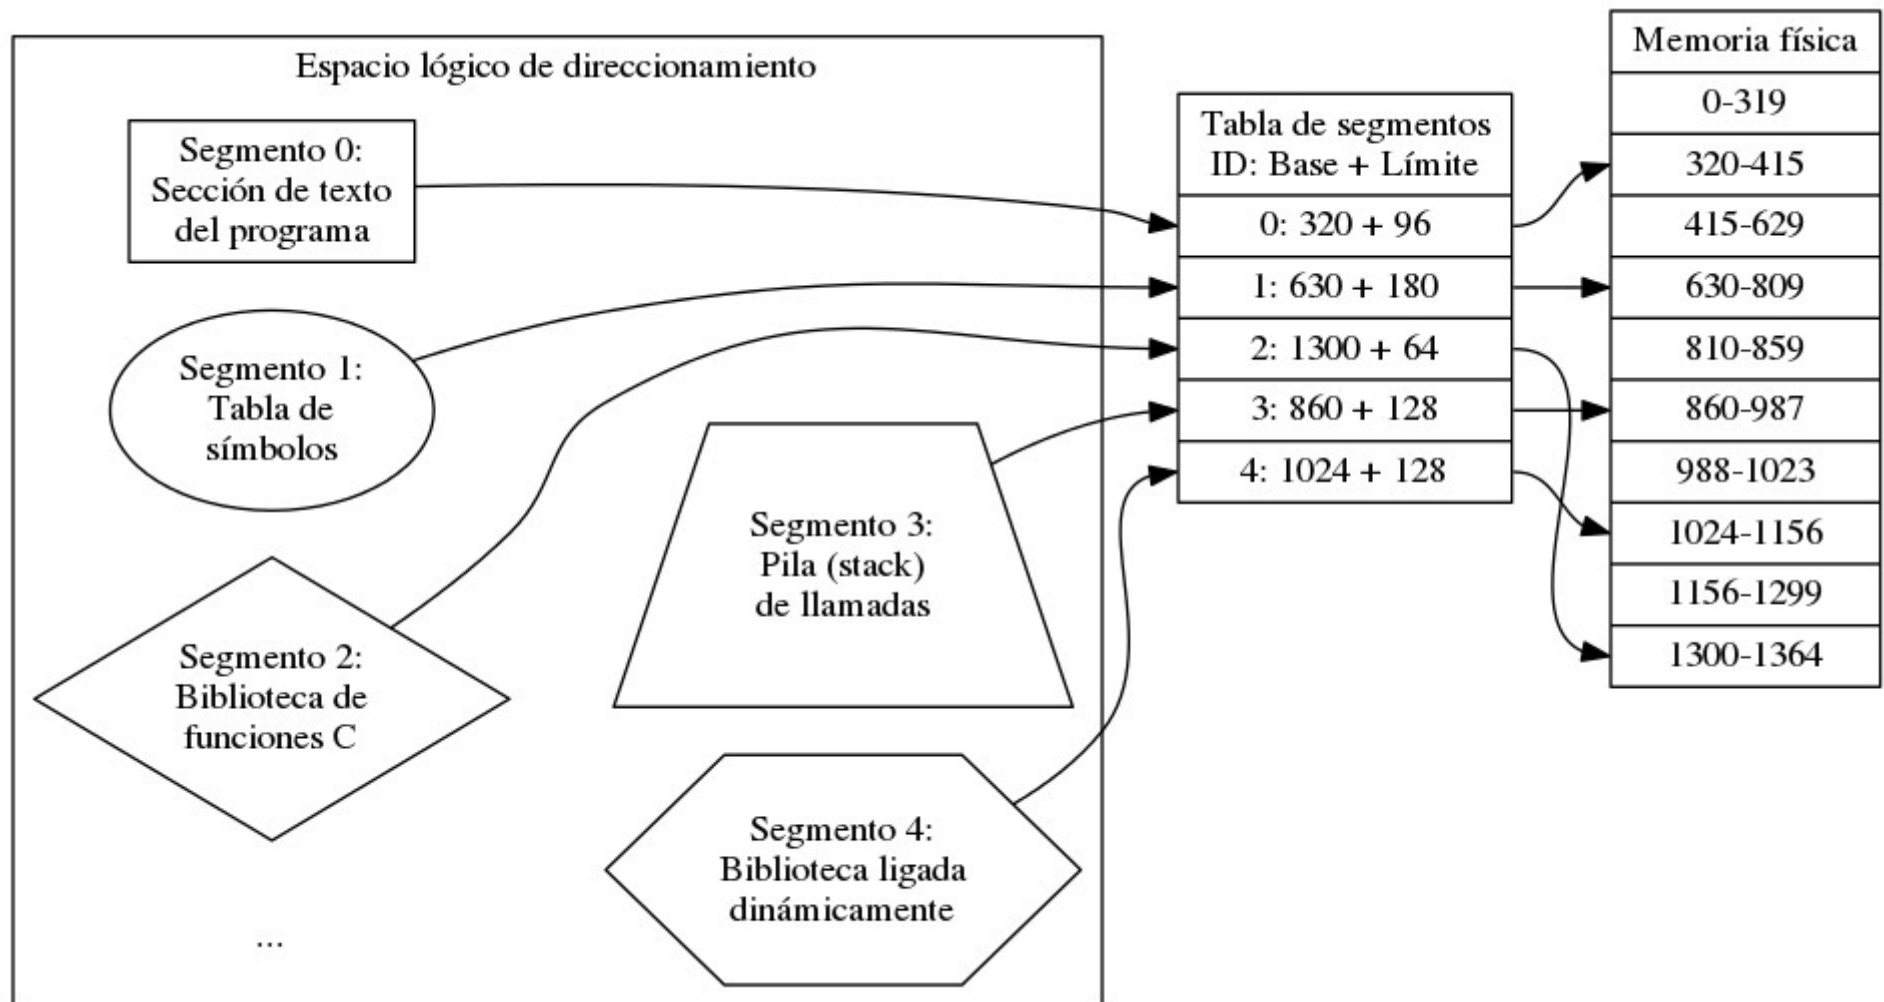 Espacio lógico de direccionamiento
Segmento 0:
Sección de texto
del programa
Segmento 1:
Tabla de
símbolos
Segmento 2:
Biblioteca de
funciones C
...
Segmento 3:
Pila (stack)
de llamadas
Segmento 4:
Biblioteca ligada
dinámicamente
Tabla de segmentos
ID: Base + Límite
0: 320 + 96
1: 630 + 180
2: 1300 + 64
3: 860 + 128
4: 1024 + 128
Memoria física
0-319
320-415
415-629
630-809
810-859
860-987
988-1023
1024-1156
1156-1299
1300-1364